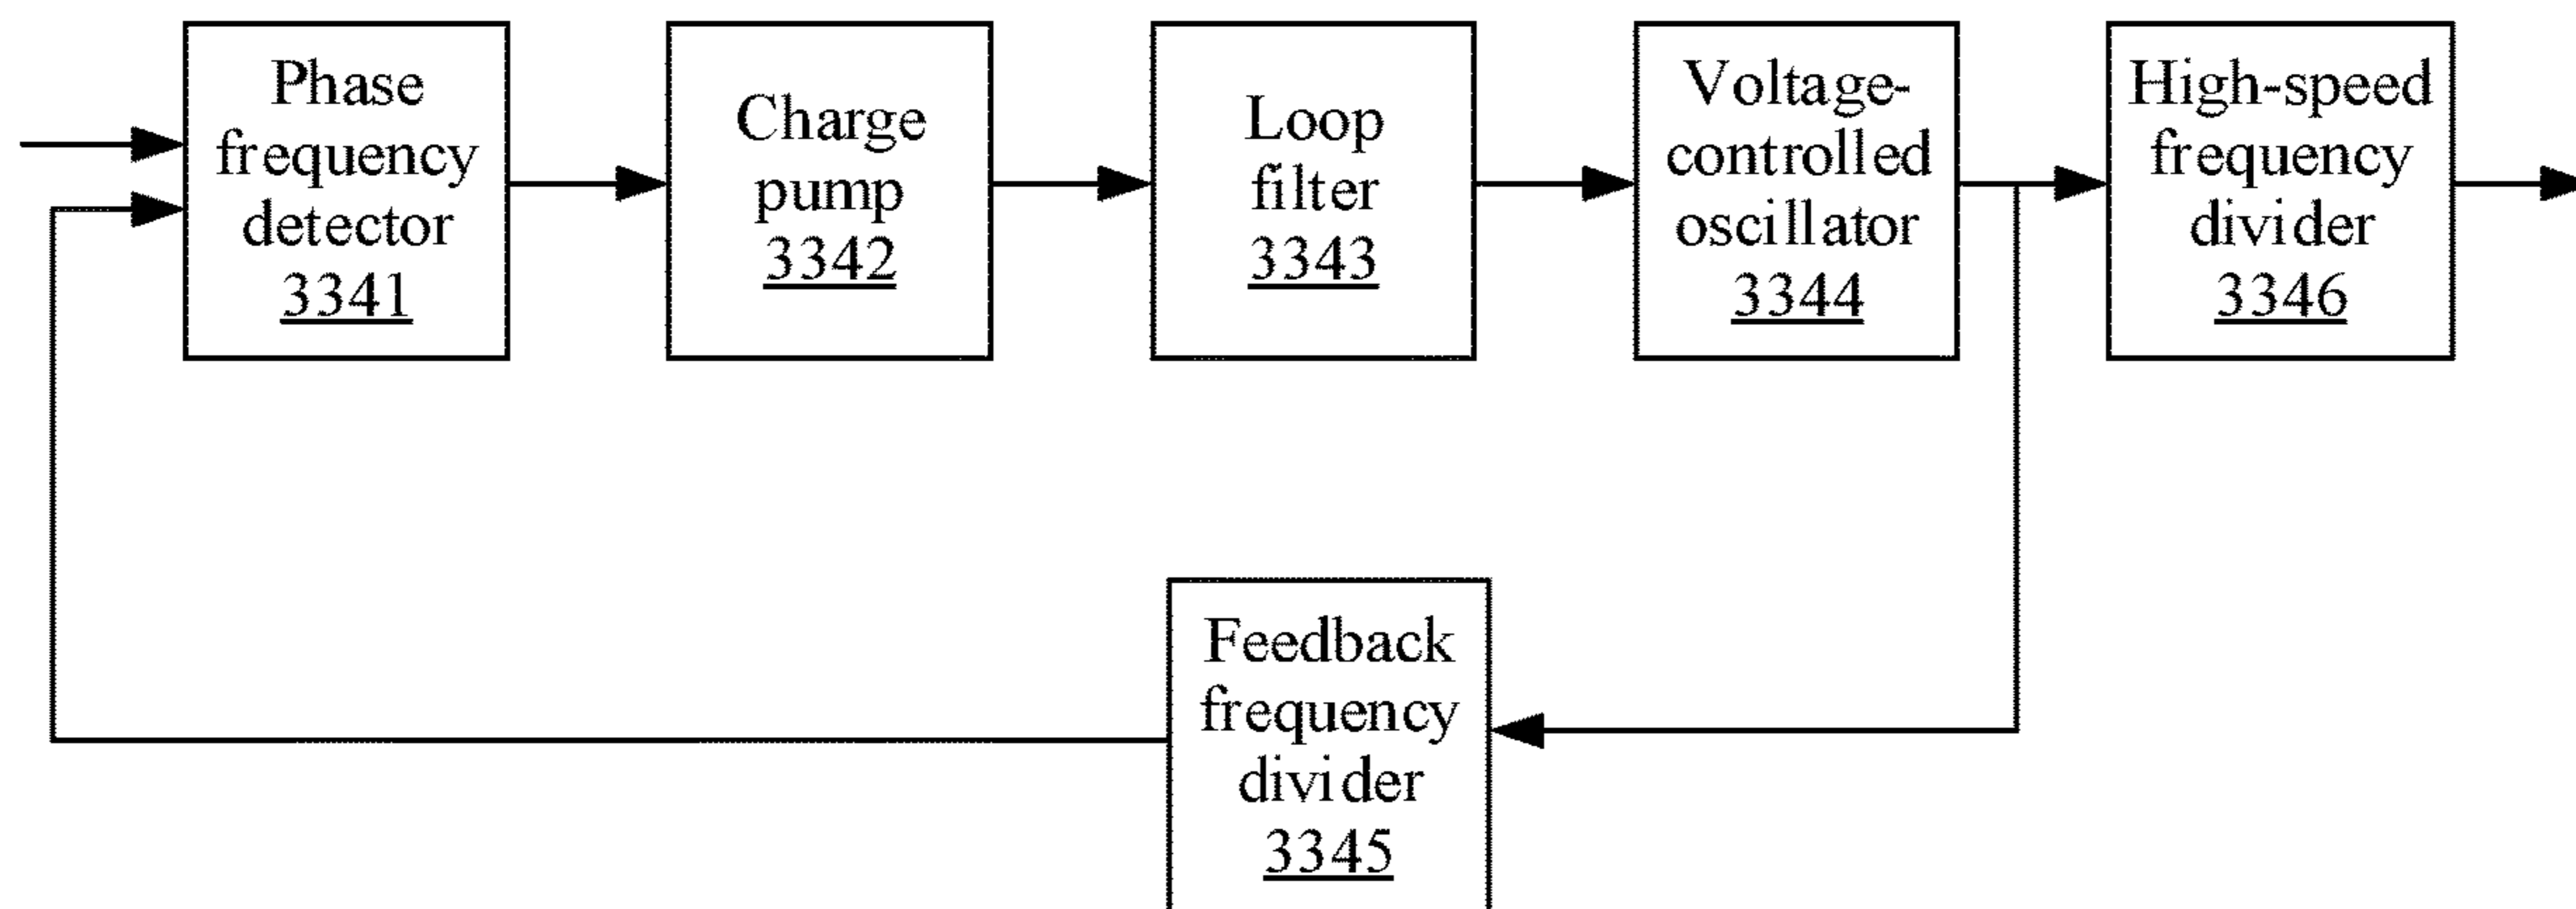 Phase
frequency
detector
3341
Charge
pump
3342
Loop
filter
3343
Voltage-
controlled
oscillator
3344
High-speed
frequency
divider
3346
Feedback
frequency
divider
3345